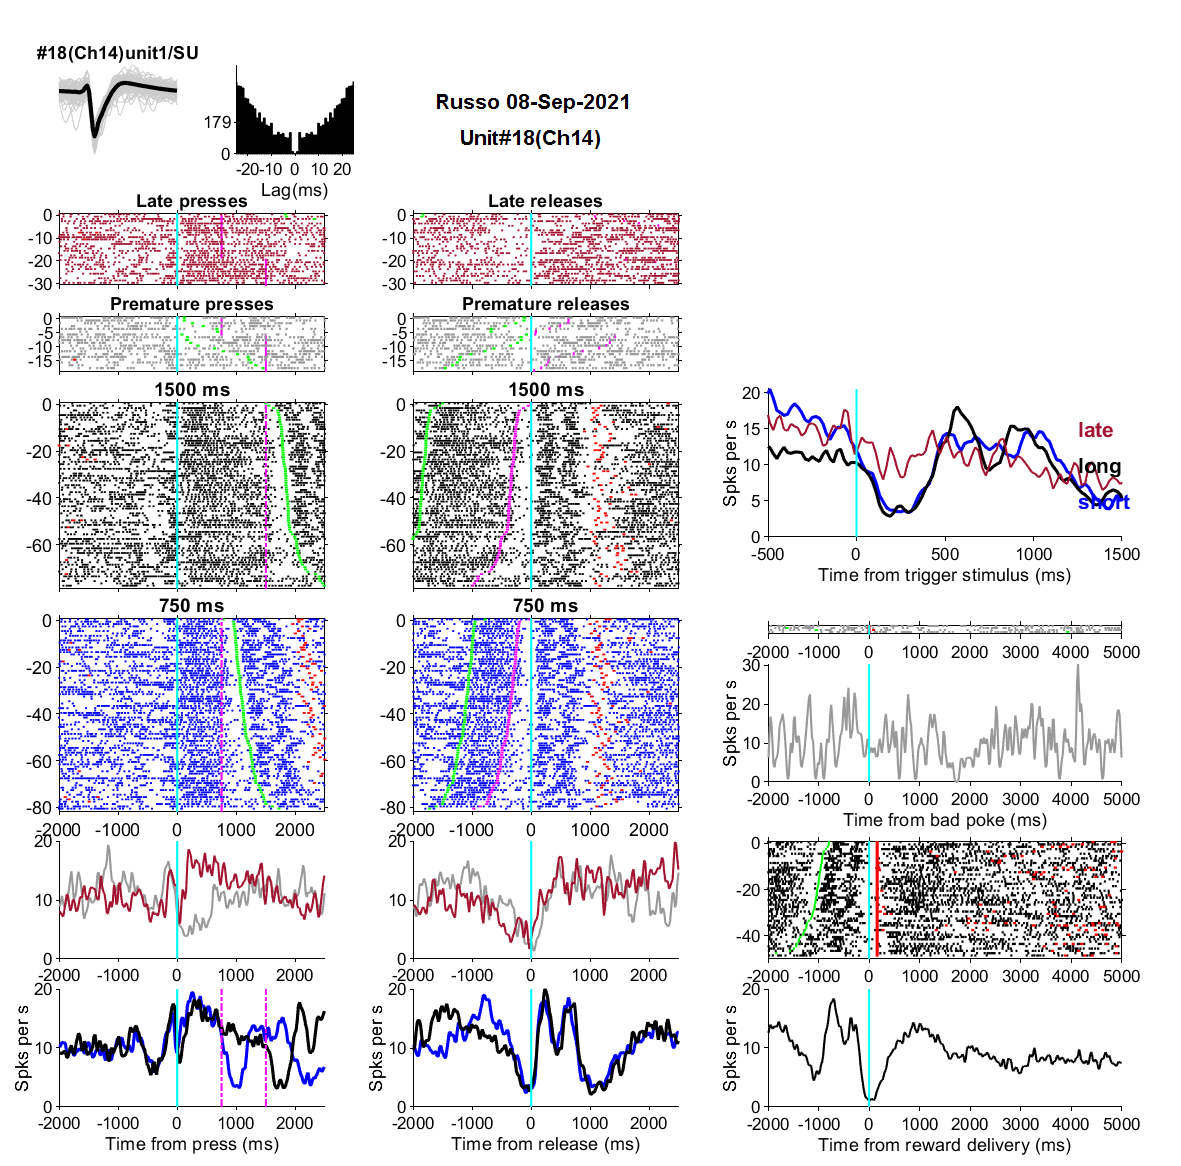 #18(Ch14)unit1/SU
179
0
-20 -10 0 10 20
Lag(ms)
Russo 08-Sep-2021
Unit#18(Ch14)
Late presses
0
-10
-20
-30
Late releases
0
-10
-20
-30
Premature presses
0
-5
-10
-15
Premature releases
0
-5
-10
-15
1500 ms
0
-20
-40
-60
1500 ms
0
-20
-40
-60
20
15
10
5
0
Spks per s
late
long
short
-500 0 500 1000 1500
Time from trigger stimulus (ms)
750 ms
0
-20
-40
-60
-80
-2000 0 1000 2000
750 ms
0
-20
-40
-60
-80
-2000 -1000 0 1000 2000
-2000 -1000 0 1000 2000 3000 4000 5000
30
20
10
0
Spks per s
-2000 -1000 0 1000 2000 3000 4000 5000
Time from bad poke (ms)
20
10
0
-2000 -1000 0 1000 2000
20
10
0
-2000 -1000 0 1000 2000
0
-20
-40
-2000 -1000 0 1000 2000 3000 4000 5000
20
10
0
Spks per s
-2000 -1000 0 1000 2000
Time from press (ms)
20
10
0
Spks per s
-2000 -1000 0 1000 2000
Time from release (ms)
20
10
0
Spks per s
-2000 -1000 0 1000 2000 3000 4000 5000
Time from reward delivery (ms)